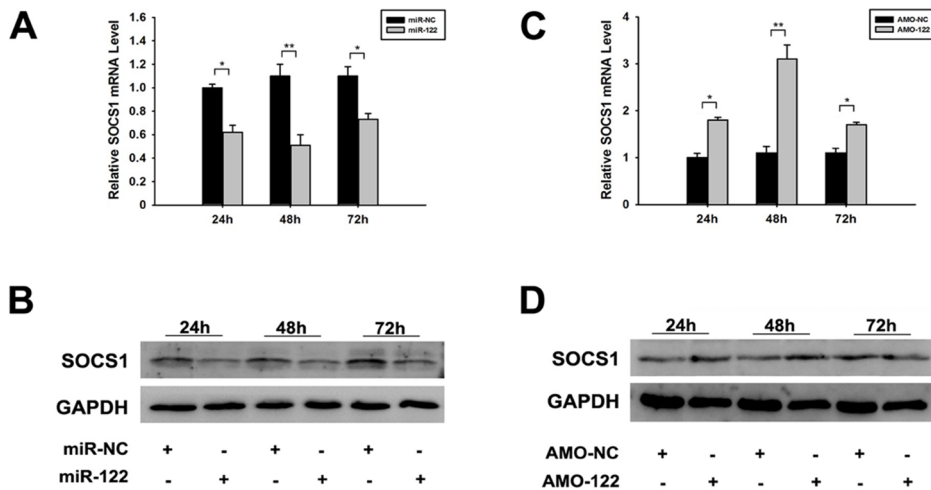 A
Relative SOCS1 mRNA Level
1.6
1.4
1.2
1.0
0.8
0.6
0.4
0.2
0
miR-NC
miR-122
*
**
*
24h 48h 72h
C
Relative SOCS1 mRNA Level
4
3
2
1
0
AMO-NC
AMO-122
*
**
*
24h 48h 72h
B
24h 48h 72h
SOCS1
GAPDH
miR-NC + - + - + -
miR-122 - + - + - +
D
24h 48h 72h
SOCS1
GAPDH
AMO-NC + - + - + -
AMO-122 - + - + - +